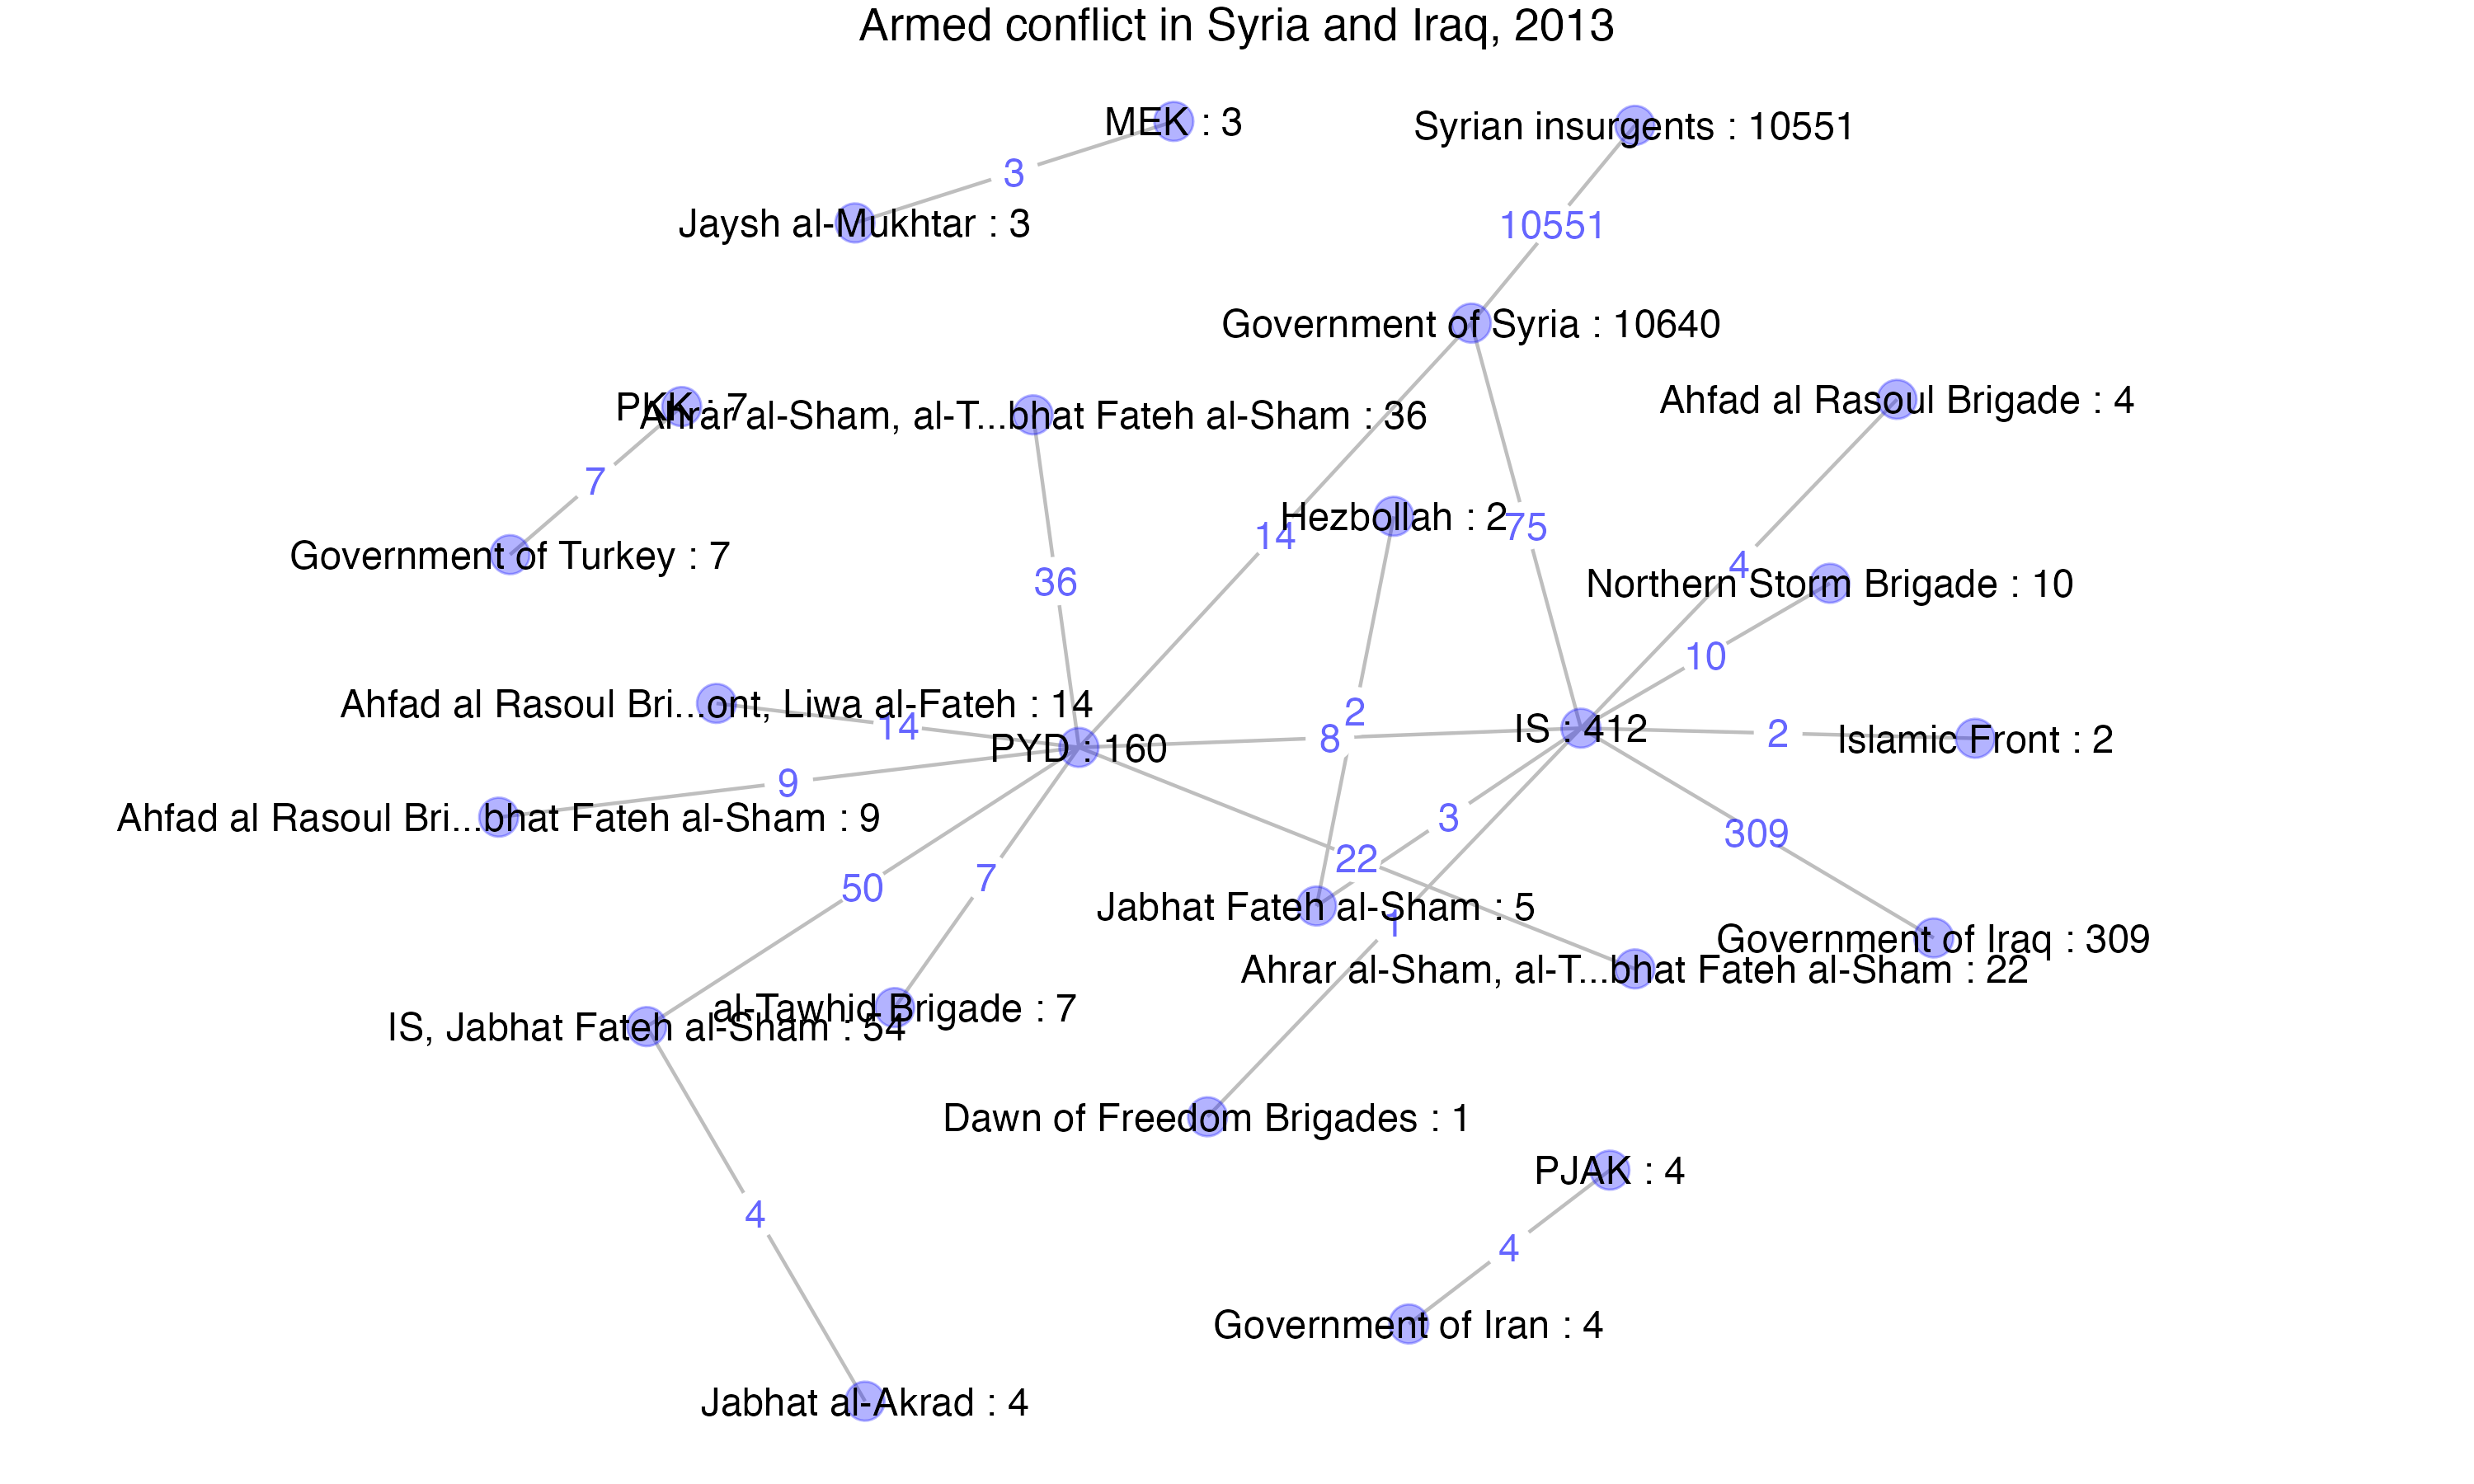 Armed conflict in Syria and Iraq, 2013
MEK : 3
Syrian insurgents : 10551
3
Jaysh al-Mukhtar : 3
10551
Government of Syria : 10640
PKK : 7
Ahrar al-Sham, al-T...bhat Fateh al-Sham : 36
Ahfad al Rasoul Brigade : 4
7
Hezbollah : 2
75
14
Government of Turkey : 7
4
36
Northern Storm Brigade : 10
10
Ahfad al Rasoul Bri...ont, Liwa al-Fateh : 14
2
14
IS : 412
2
8
Islamic Front : 2
PYD : 160
9
Ahfad al Rasoul Bri...bhat Fateh al-Sham : 9
3
309
22
7
50
Jabhat Fateh al-Sham : 5
1
Government of Iraq : 309
Ahrar al-Sham, al-T...bhat Fateh al-Sham : 22
al-Tawhid Brigade : 7
IS, Jabhat Fateh al-Sham : 54
Dawn of Freedom Brigades : 1
PJAK : 4
4
4
Government of Iran : 4
Jabhat al-Akrad : 4